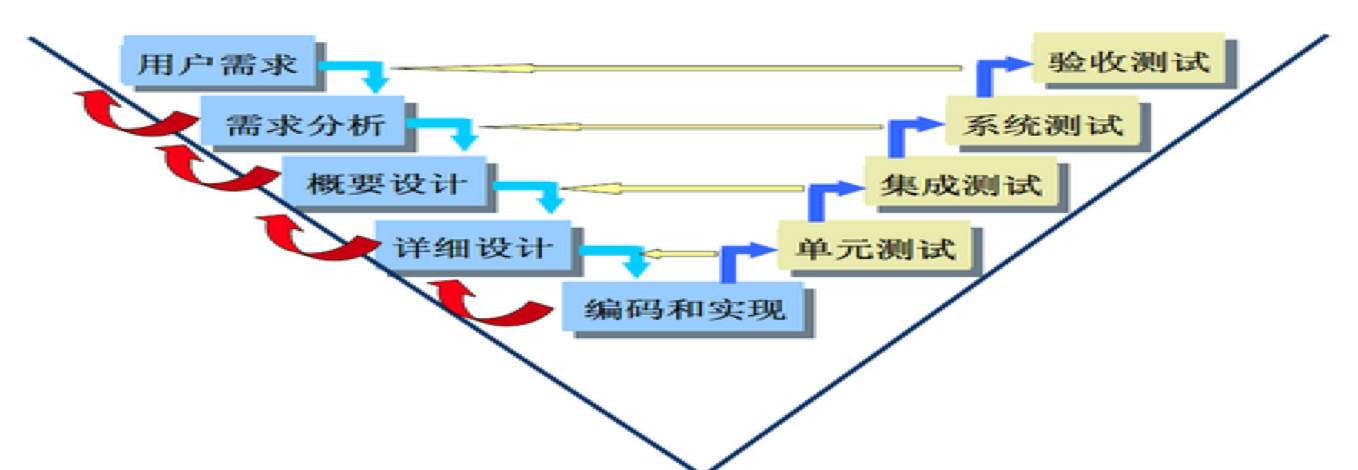 用户需求
验收测试
需求分析
系统测试
概要设计
集成测试
详细设计
单元测试
编码和实现